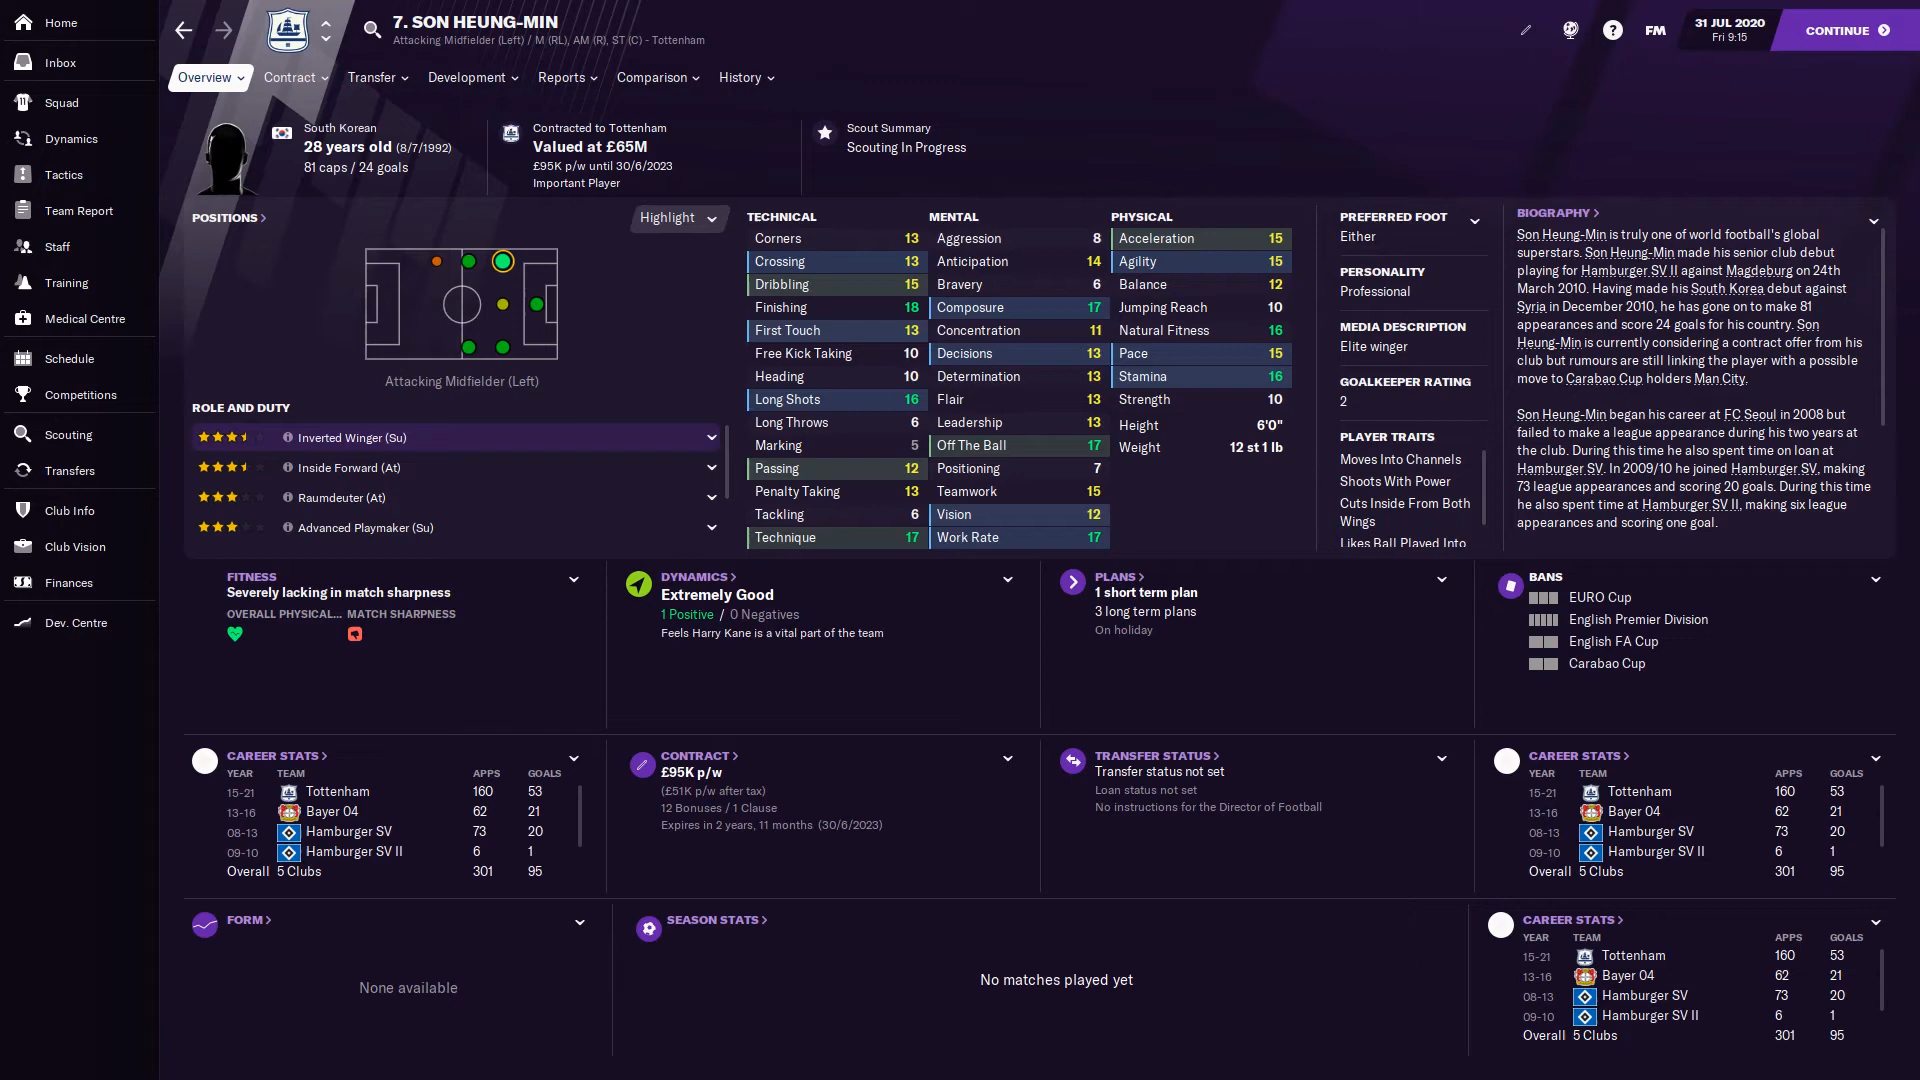 Home
Inbox
Squad
Dynamics
Tactics
Team Report
Staff
Training
Medical Centre
Schedule
Competitions
Scouting
Transfers
Club Info
Club Vision
Finances
Dev. Centre
7. SON HEUNG-MIN
Attacking Midfielder (Left) / M (RL), AM (R), ST (C) - Tottenham
FM
31 JUL 2020
Fri 9:15
CONTINUE
Overview
Contract
Transfer
Development
Reports
Comparison
History
South Korean
28 years old (8/7/1992)
81 caps / 24 goals
Contracted to Tottenham
Valued at £65M
£95K p/w until 30/6/2023
Important Player
Scout Summary
Scouting In Progress
POSITIONS
Highlight
Attacking Midfielder (Left)
ROLE AND DUTY
Inverted Winger (Su)
Inside Forward (At)
Raumdeuter (At)
Advanced Playmaker (Su)
TECHNICAL
Corners 13
Crossing 13
Dribbling 15
Finishing 18
First Touch 13
Free Kick Taking 10
Heading 10
Long Shots 16
Long Throws 6
Marking 5
Passing 12
Penalty Taking 13
Tackling 6
Technique 17
MENTAL
Aggression 8
Anticipation 14
Bravery 6
Composure 17
Concentration 11
Decisions 13
Determination 13
Flair 13
Leadership 13
Off The Ball 17
Positioning 7
Teamwork 15
Vision 12
Work Rate 17
PHYSICAL
Acceleration 15
Agility 15
Balance 12
Jumping Reach 10
Natural Fitness 16
Pace 15
Stamina 16
Strength 10
Height 6'0"
Weight 12 st 1 lb
PREFERRED FOOT
Either
PERSONALITY
Professional
MEDIA DESCRIPTION
Elite winger
GOALKEEPER RATING
2
PLAYER TRAITS
Moves Into Channels
Shoots With Power
Cuts Inside From Both
Wings
Likes Ball Played Into
BIOGRAPHY
Son Heung-Min is truly one of world football's global
superstars. Son Heung-Min made his senior club debut
playing for Hamburger SV II against Magdeburg on 24th
March 2010. Having made his South Korea debut against
Syria in December 2010, he has gone on to make 81
appearances and score 24 goals for his country. Son
Heung-Min is currently considering a contract offer from his
club but rumours are still linking the player with a possible
move to Carabao Cup holders Man City.
Son Heung-Min began his career at FC Seoul in 2008 but
failed to make a league appearance during his two years at
the club. During this time he also spent time on loan at
Hamburger SV. In 2009/10 he joined Hamburger SV, making
73 league appearances and scoring 20 goals. During this time
he also spent time at Hamburger SV II, making six league
appearances and scoring one goal.
FITNESS
Severely lacking in match sharpness
OVERALL PHYSICAL... MATCH SHARPNESS
DYNAMICS
Extremely Good
1 Positive / 0 Negatives
Feels Harry Kane is a vital part of the team
PLANS
1 short term plan
3 long term plans
On holiday
BANS
EURO Cup
English Premier Division
English FA Cup
Carabao Cup
CAREER STATS
YEAR TEAM APPS GOALS
15-21 Tottenham 160 53
13-16 Bayer 04 62 21
08-13 Hamburger SV 73 20
09-10 Hamburger SV II 6 1
Overall 5 Clubs 301 95
CONTRACT
£95K p/w
(£51K p/w after tax)
12 Bonuses / 1 Clause
Expires in 2 years, 11 months (30/6/2023)
TRANSFER STATUS
Transfer status not set
Loan status not set
No instructions for the Director of Football
CAREER STATS
YEAR TEAM APPS GOALS
15-21 Tottenham 160 53
13-16 Bayer 04 62 21
08-13 Hamburger SV 73 20
09-10 Hamburger SV II 6 1
Overall 5 Clubs 301 95
FORM
None available
SEASON STATS
No matches played yet
CAREER STATS
YEAR TEAM APPS GOALS
15-21 Tottenham 160 53
13-16 Bayer 04 62 21
08-13 Hamburger SV 73 20
09-10 Hamburger SV II 6 1
Overall 5 Clubs 301 95